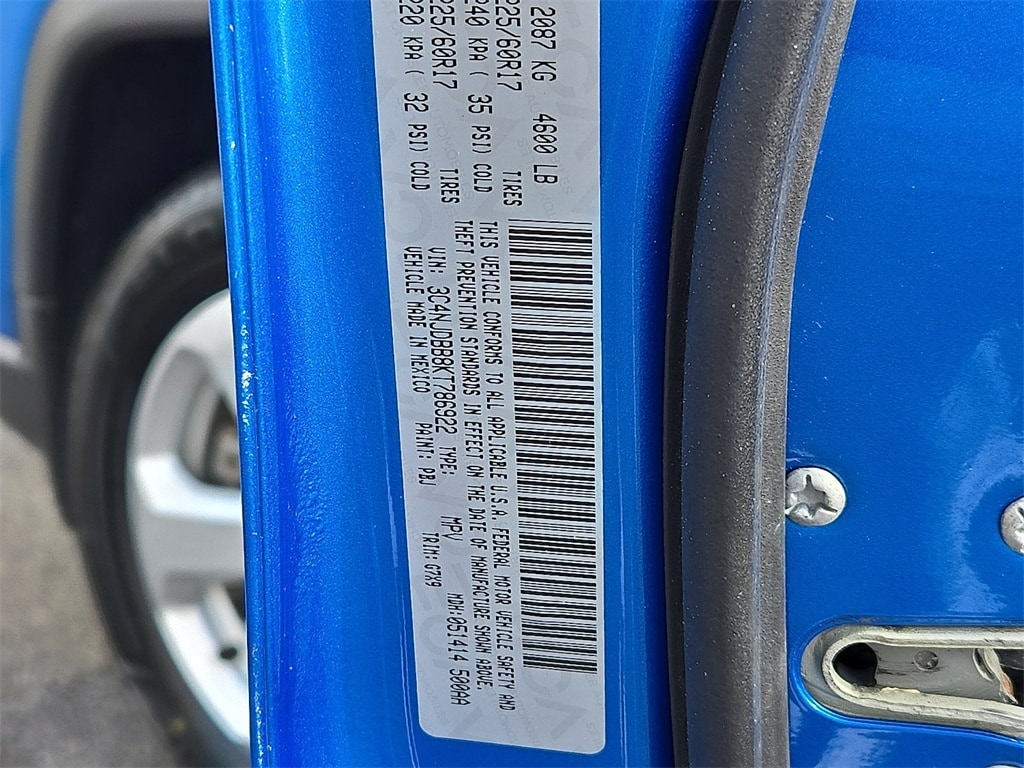 2087 KG 4600 LB
225/60R17 TIRES
240 KPA ( 35 PSI) COLD
225/60R17 TIRES
220 KPA ( 32 PSI) COLD
THIS VEHICLE CONFORMS TO ALL APPLICABLE U.S.A. FEDERAL MOTOR VEHICLE SAFETY AND
THEFT PREVENTION STANDARDS IN EFFECT ON THE DATE OF MANUFACTURE SHOWN ABOVE.
VIN: 3C4NJDBB8KT786922 TYPE: MPV MDH:051414 500AA
VEHICLE MADE IN MEXICO PAINT: PBJ TRIM: G7X9